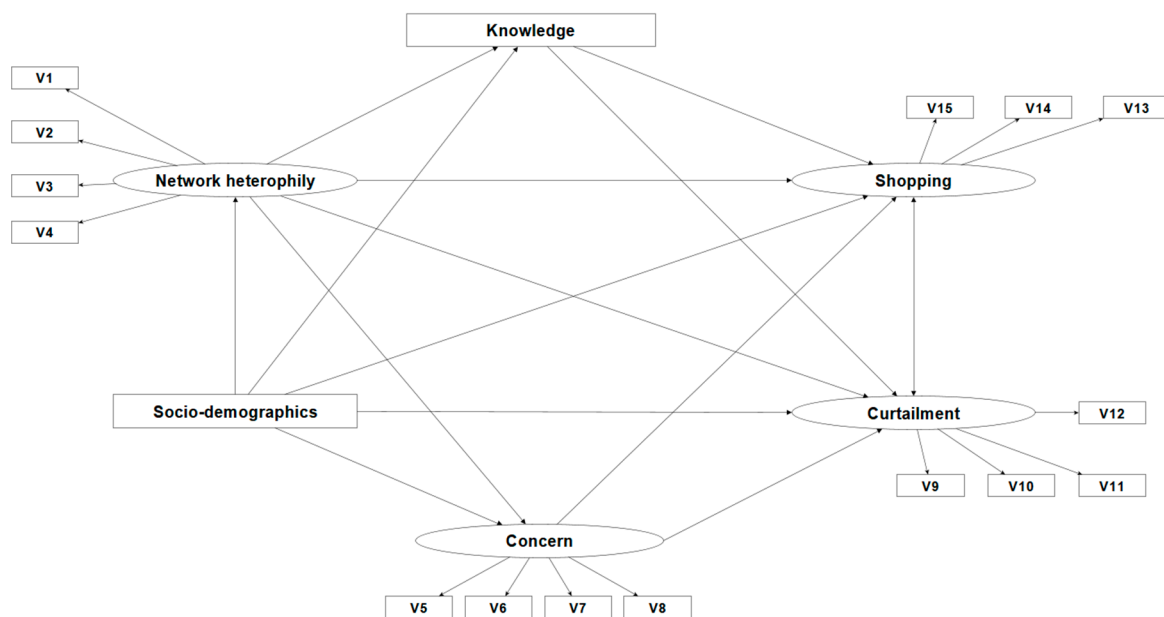 Knowledge
V1
V15
V14
V13
V2
V3
Network heterophily
Shopping
V4
Socio-demographics
Curtailment
V12
V9
V10
V11
Concern
V5
V6
V7
V8